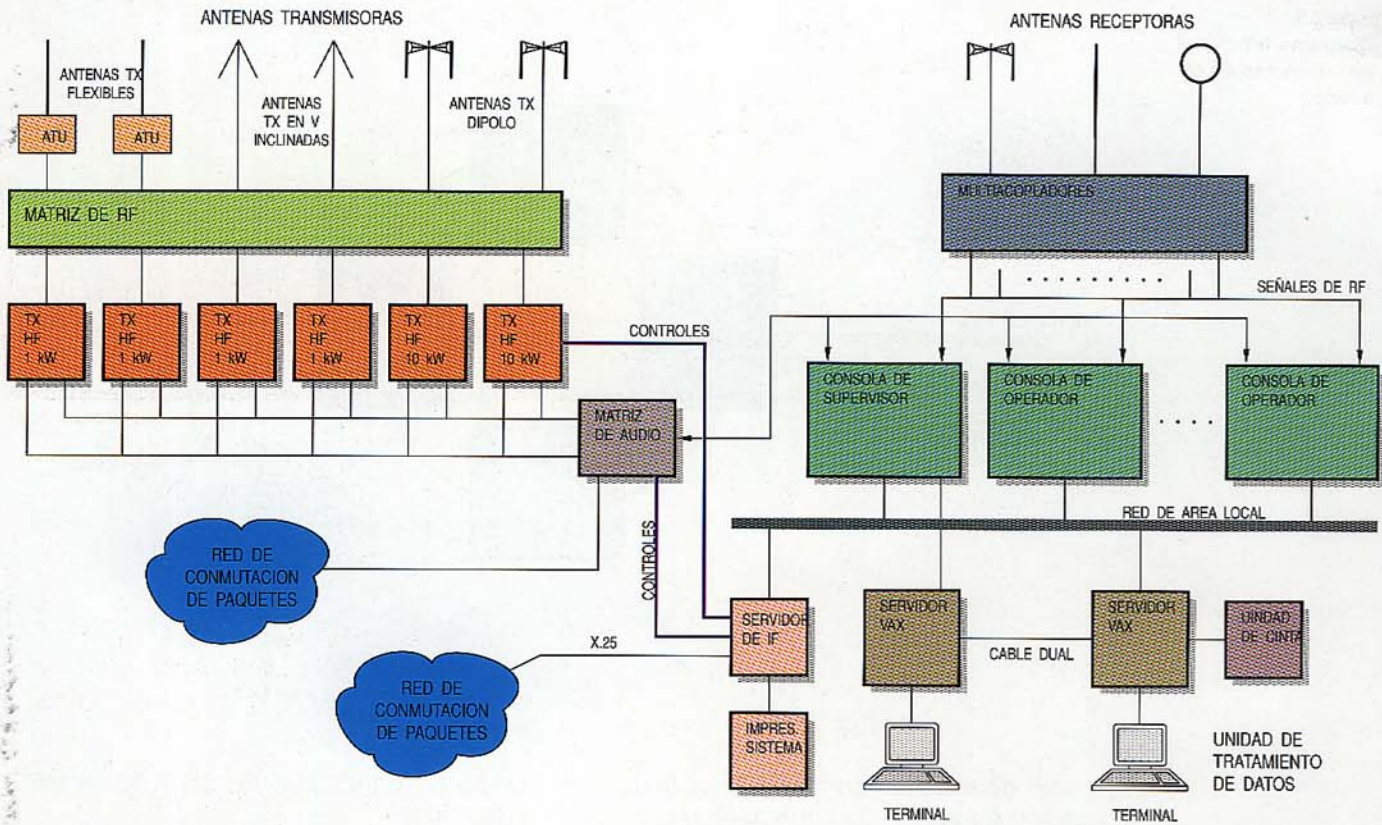 ANTENAS TRANSMISORAS
ANTENAS RECEPTORAS
ANTENAS TX
FLEXIBLES
ANTENAS
TX EN V
INCLINADAS
ANTENAS TX
DIPOLO
ATU
ATU
MATRIZ DE RF
MULTIACOPLADORES
SEÑALES DE RF
TX
HF
1 kW
TX
HF
1 kW
TX
HF
1 kW
TX
HF
1 kW
TX
HF
10 kW
TX
HF
10 kW
CONTROLES
MATRIZ
DE AUDIO
CONSOLA DE
SUPERVISOR
CONSOLA DE
OPERADOR
CONSOLA DE
OPERADOR
RED DE AREA LOCAL
RED DE
CONMUTACION
DE PAQUETES
CONTROLES
X.25
RED DE
CONMUTACION
DE PAQUETES
SERVIDOR
DE IF
SERVIDOR
VAX
CABLE DUAL
SERVIDOR
VAX
UINDAD
DE CINTA
IMPRES.
SISTEMA
TERMINAL
TERMINAL
UNIDAD DE
TRATAMIENTO
DE DATOS